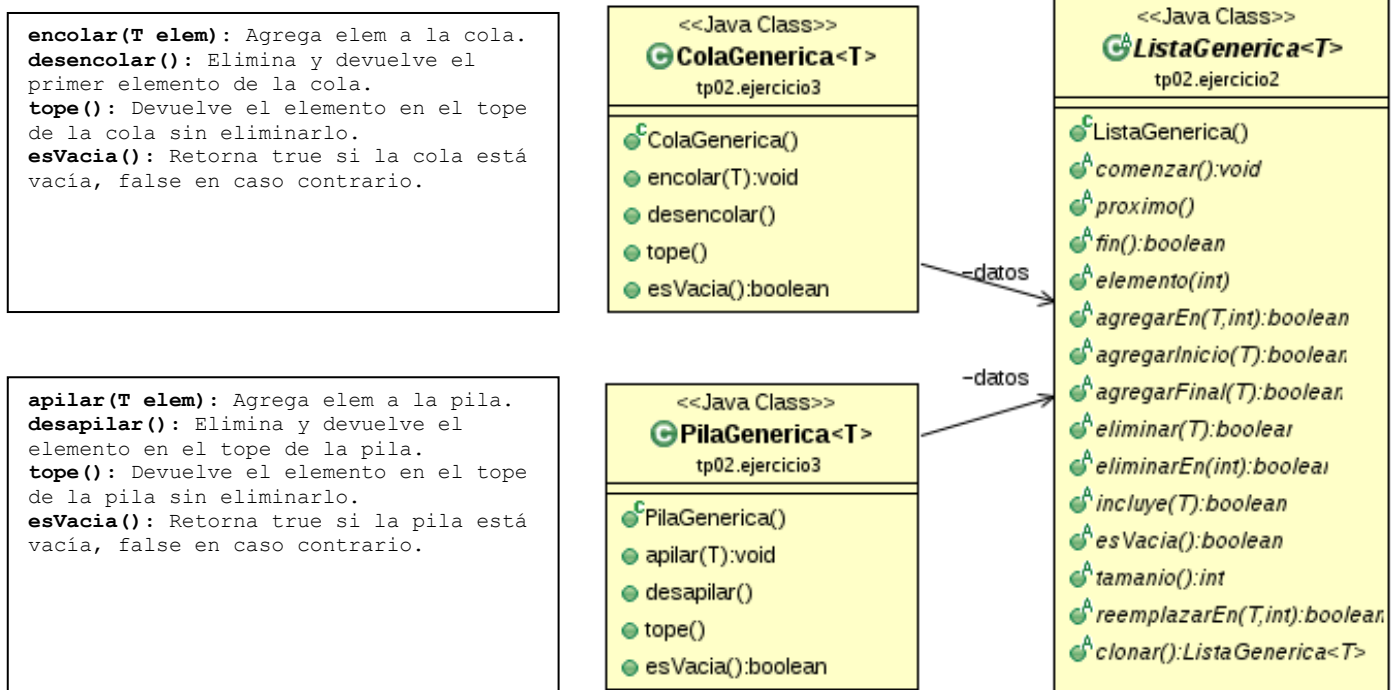 encolar(T elem): Agrega elem a la cola.
desencolar(): Elimina y devuelve el
primer elemento de la cola.
tope(): Devuelve el elemento en el tope
de la cola sin eliminarlo.
esVacia(): Retorna true si la cola está
vacía, false en caso contrario.
<<Java Class>>
ColaGenerica<T>
tp02.ejercicio3
ColaGenerica()
encolar(T):void
desencolar()
tope()
esVacia():boolean
-datos
apilar(T elem): Agrega elem a la pila.
desapilar(): Elimina y devuelve el
elemento en el tope de la pila.
tope(): Devuelve el elemento en el tope
de la pila sin eliminarlo.
esVacia(): Retorna true si la pila está
vacía, false en caso contrario.
<<Java Class>>
PilaGenerica<T>
tp02.ejercicio3
PilaGenerica()
apilar(T):void
desapilar()
tope()
esVacia():boolean
-datos
<<Java Class>>
ListaGenerica<T>
tp02.ejercicio2
ListaGenerica()
comenzar():void
proximo()
fin():boolean
elemento(int)
agregarEn(T,int):boolean
agregarInicio(T):boolean
agregarFinal(T):boolean
eliminar(T):boolear
eliminarEn(int):boolea
incluye(T):boolean
esVacia():boolean
tamanio():int
reemplazarEn(T,int):boolean
clonar():ListaGenerica<T>